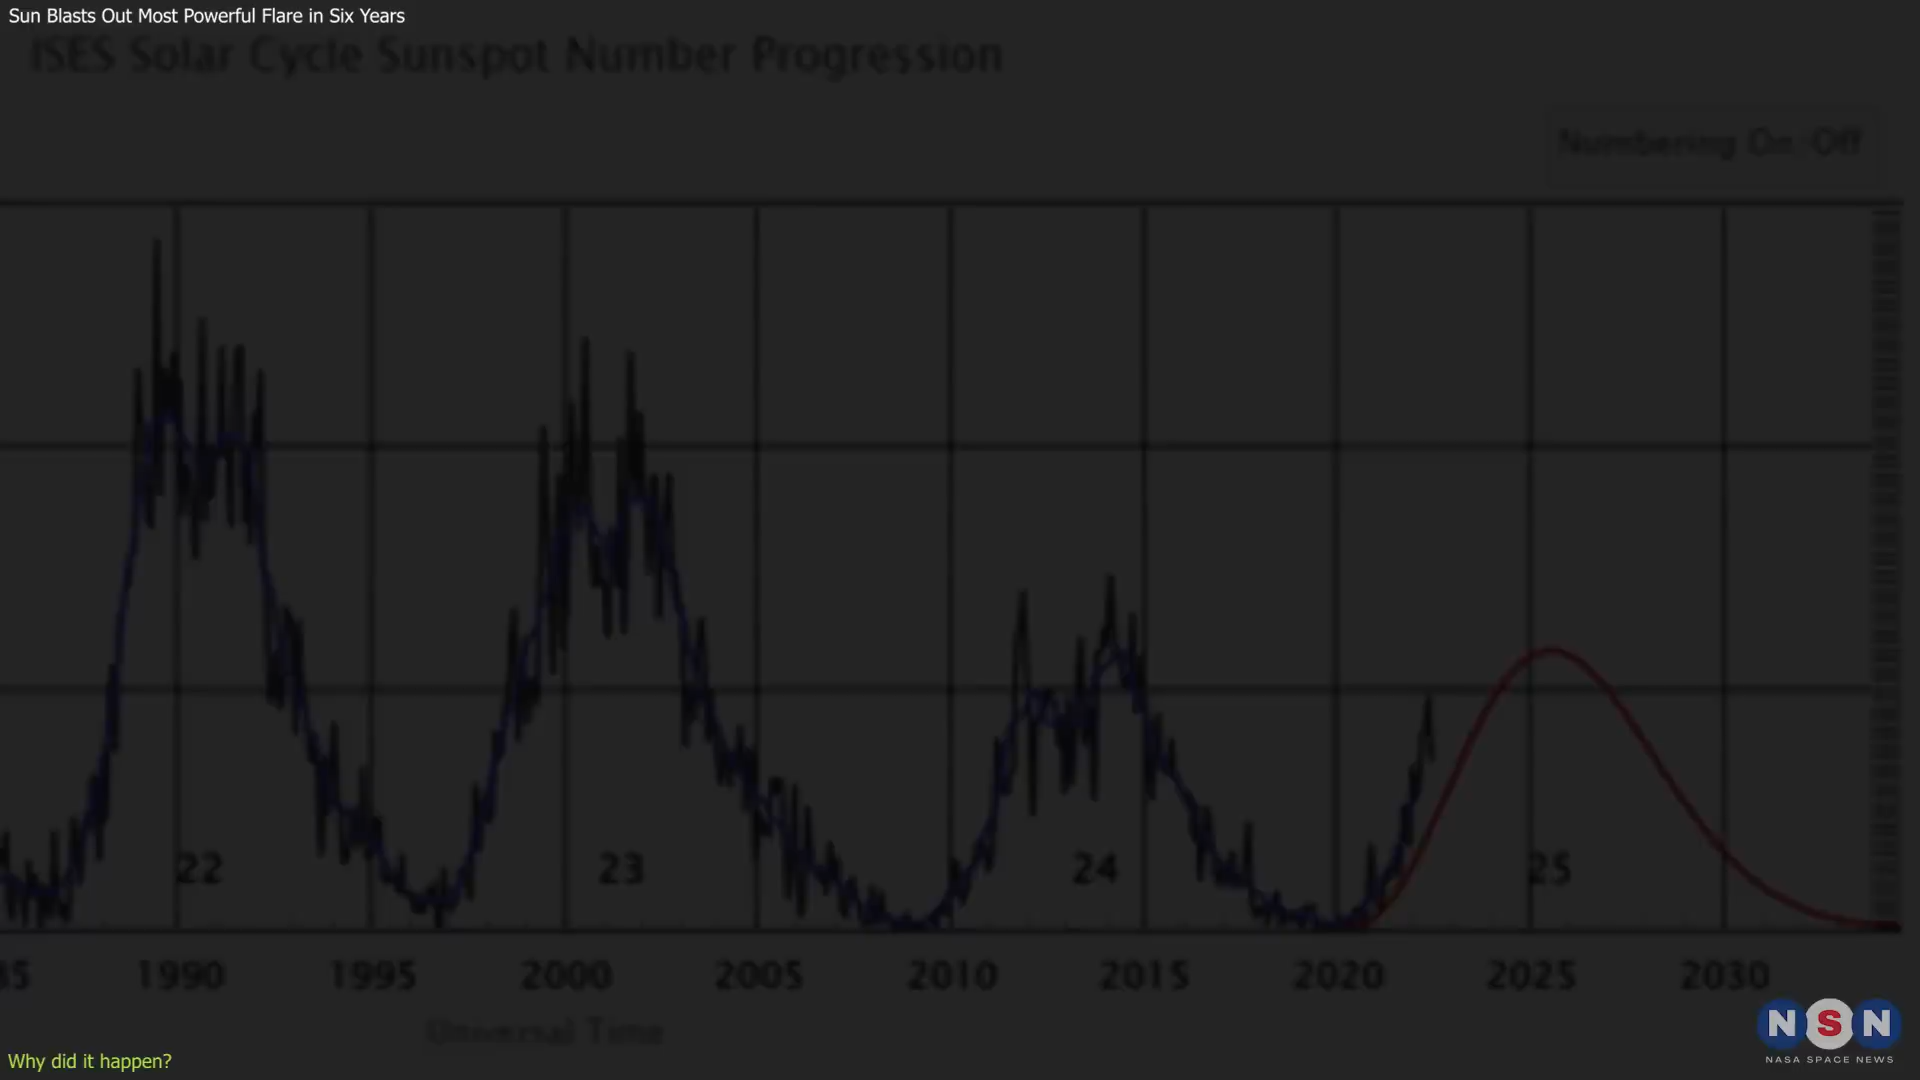 Sun Blasts Out Most Powerful Flare in Six Years
ISES Solar Cycle Sunspot Number Progression
Numbering On-Off
22 23 24 25
85 1990 1995 2000 2005 2010 2015 2020 2025 2030
Universal Time
NSN
NASA SPACE NEWS
Why did it happen?